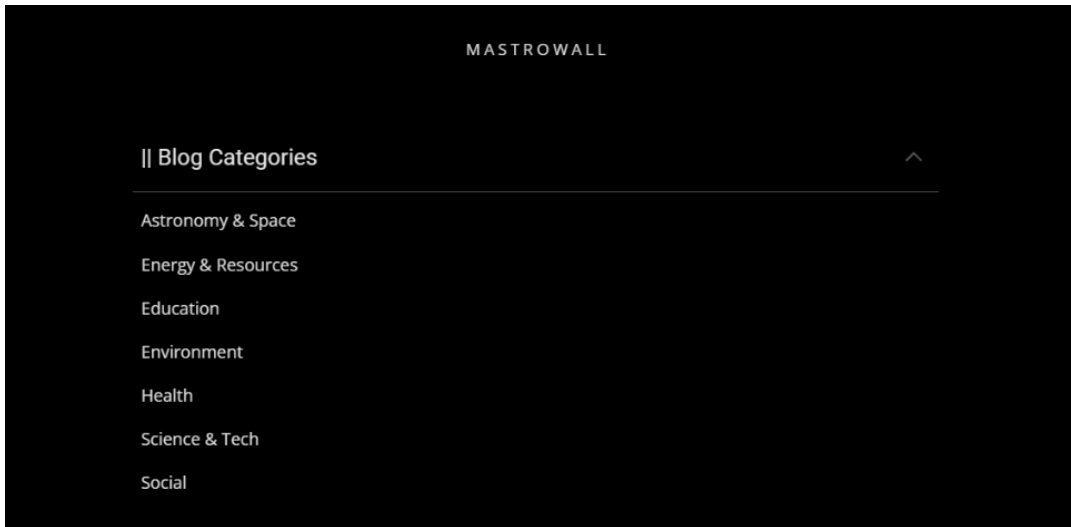 MASTROWALL
|| Blog Categories
Astronomy & Space
Energy & Resources
Education
Environment
Health
Science & Tech
Social